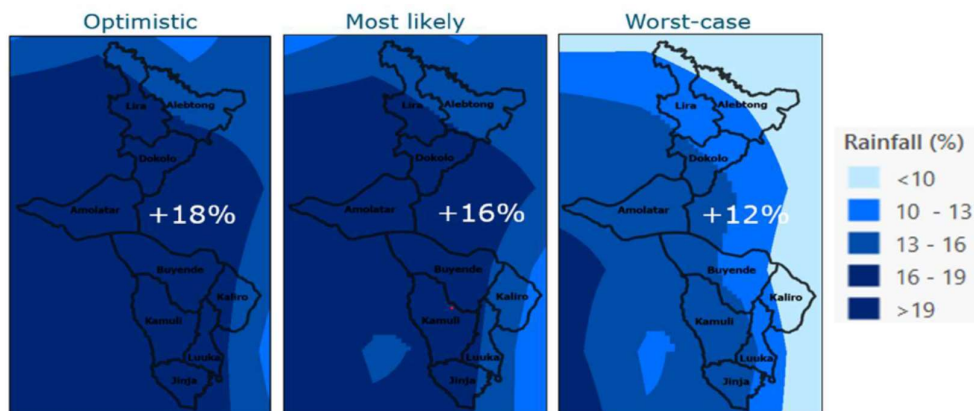 Optimistic
Most likely
Worst-case
Lira
Alebtong
Dokolo
Amolatar
+18%
Buyende
Kaliro
Kamuli
Luuka
Jinja
Lira
Alebtong
Dokolo
Amolatar
+16%
Buyende
Kaliro
Kamuli
Luuka
Jinja
Lira
Alebtong
Dokolo
Amolatar
+12%
Buyende
Kaliro
Kamuli
Luuka
Jinja
Rainfall (%)
<10
10 - 13
13 - 16
16 - 19
>19